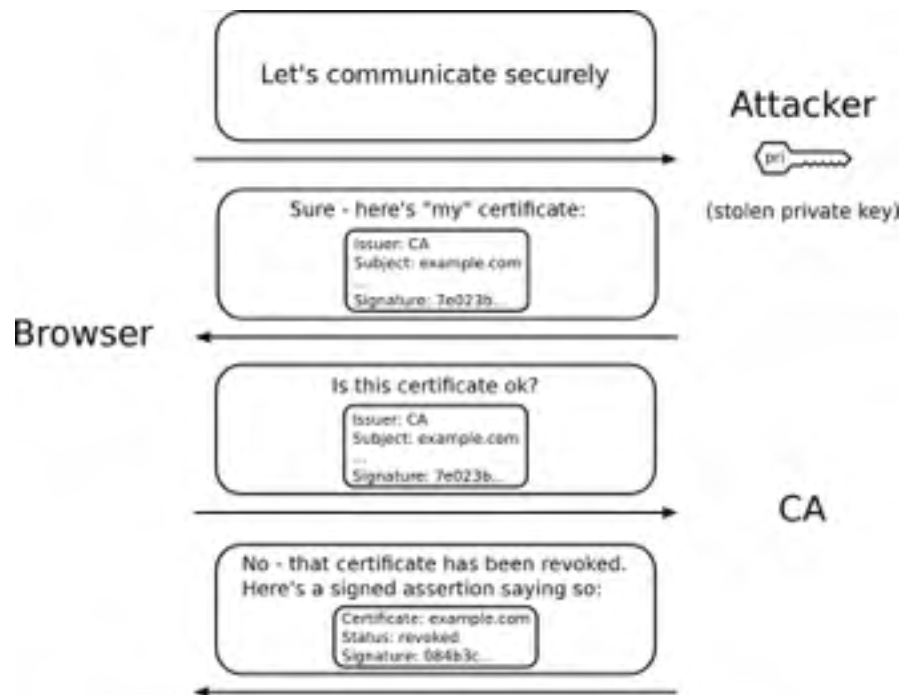 Let's communicate securely
Attacker
pri
(stolen private key)
Sure - here's "my" certificate:
Issuer: CA
Subject: example.com
...
Signature: 7e023b...
Browser
Is this certificate ok?
Issuer: CA
Subject: example.com
...
Signature: 7e023b...
CA
No - that certificate has been revoked.
Here's a signed assertion saying so:
Certificate: example.com
Status: revoked
Signature: 084b3c...